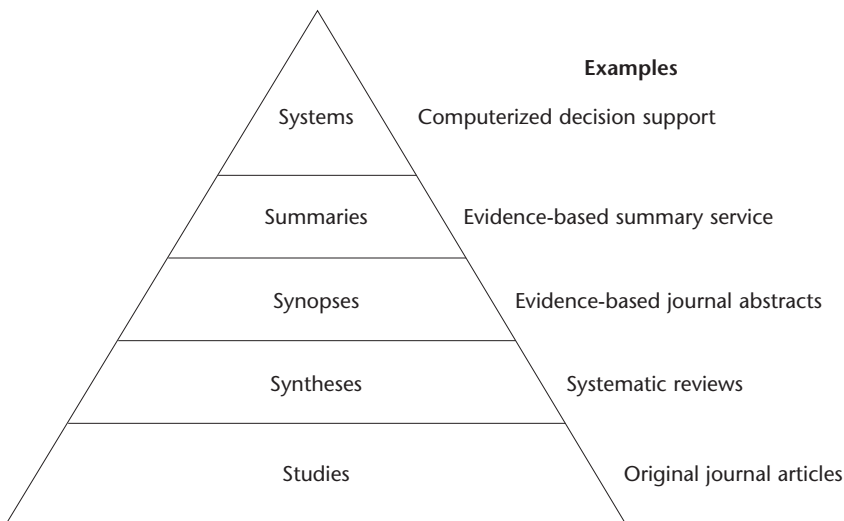 Examples
Systems Computerized decision support
Summaries Evidence-based summary service
Synopses Evidence-based journal abstracts
Syntheses Systematic reviews
Studies Original journal articles